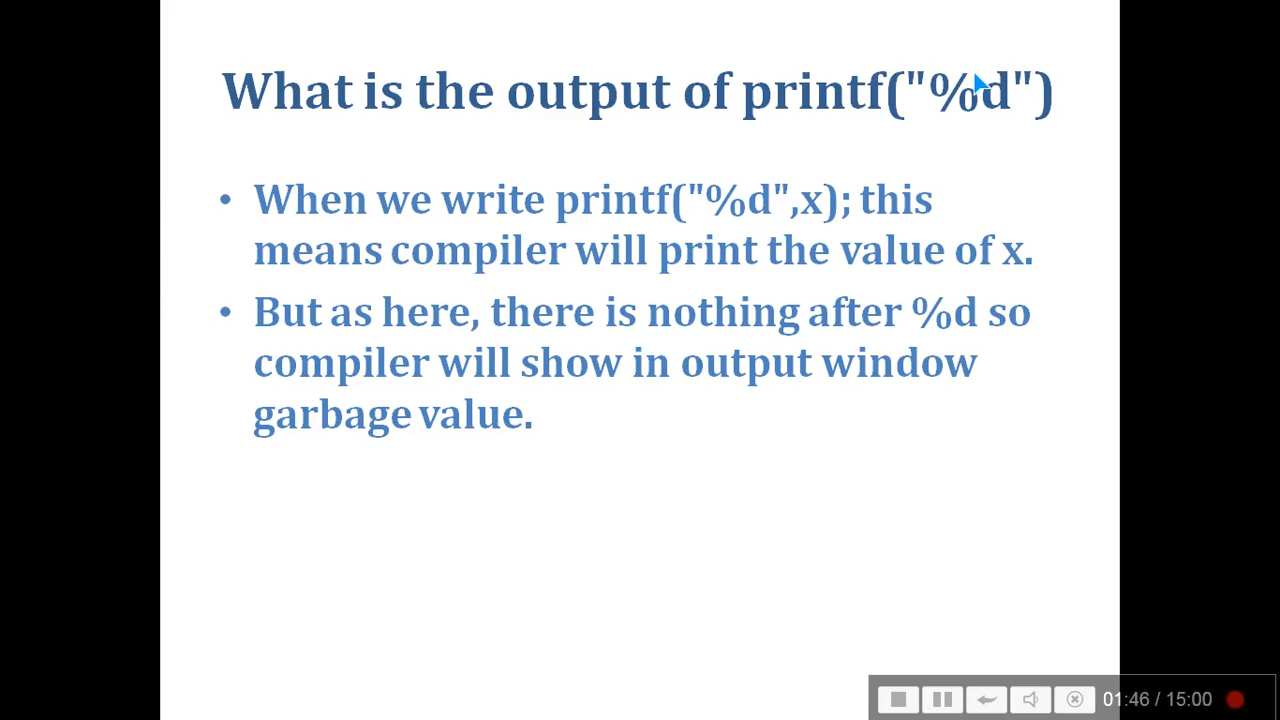 What is the output of printf("%d")
• When we write printf("%d",x); this
means compiler will print the value of x.
• But as here, there is nothing after %d so
compiler will show in output window
garbage value.
01:46 / 15:00